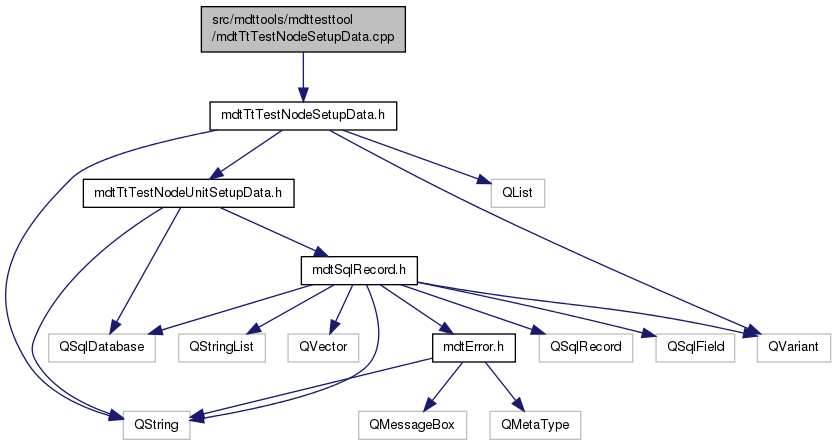 src/mdttools/mdttesttool
/mdtTtTestNodeSetupData.cpp
mdtTtTestNodeSetupData.h
mdtTtTestNodeUnitSetupData.h
QList
mdtSqlRecord.h
QSqlDatabase
QStringList
QVector
mdtError.h
QSqlRecord
QSqlField
QVariant
QString
QMessageBox
QMetaType